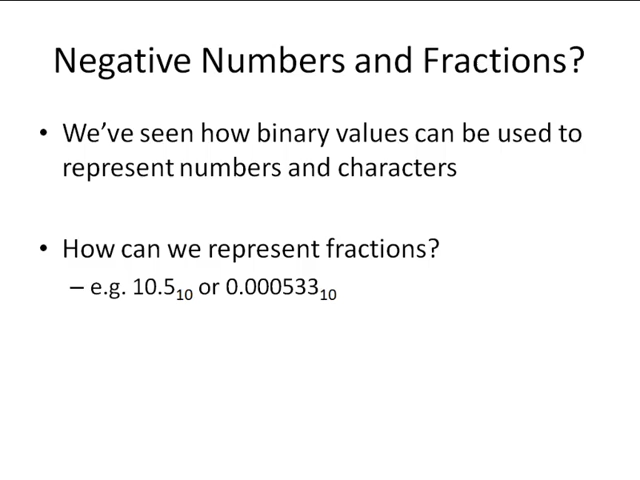 Negative Numbers and Fractions?
• We've seen how binary values can be used to
represent numbers and characters
• How can we represent fractions?
– e.g. 10.5₁₀ or 0.000533₁₀